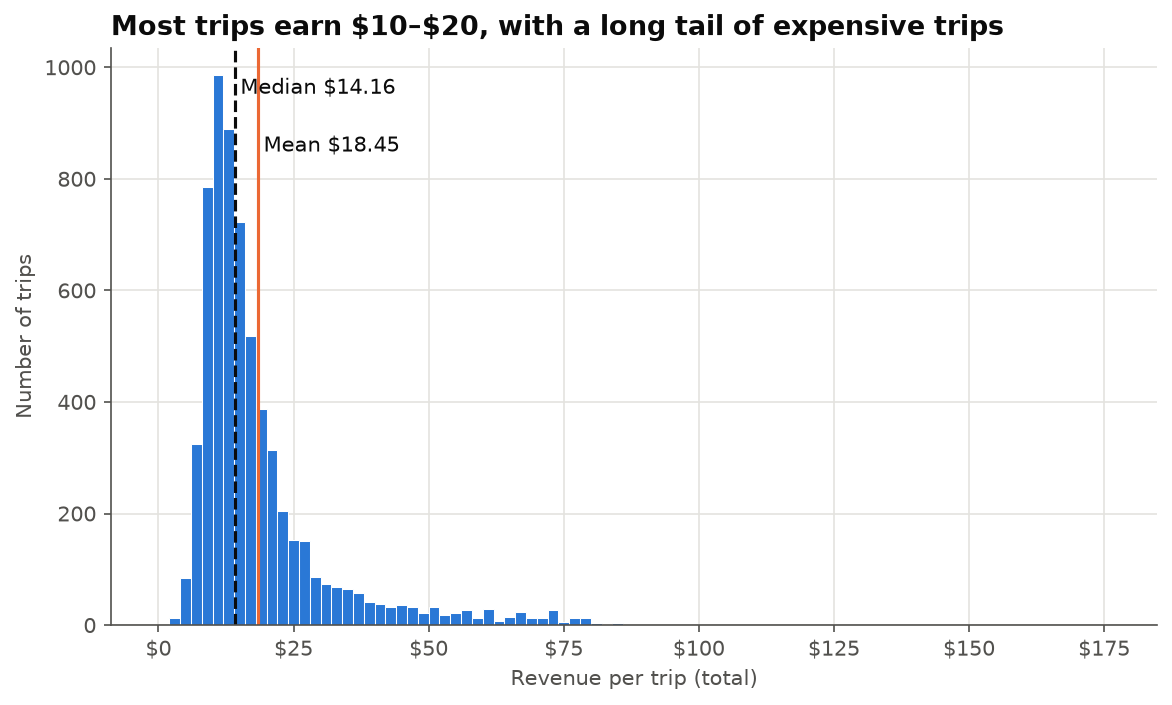 Most trips earn $10–$20, with a long tail of expensive trips
1000
800
600
400
200
0
Number of trips
Median $14.16
Mean $18.45
$0 $25 $50 $75 $100 $125 $150 $175
Revenue per trip (total)